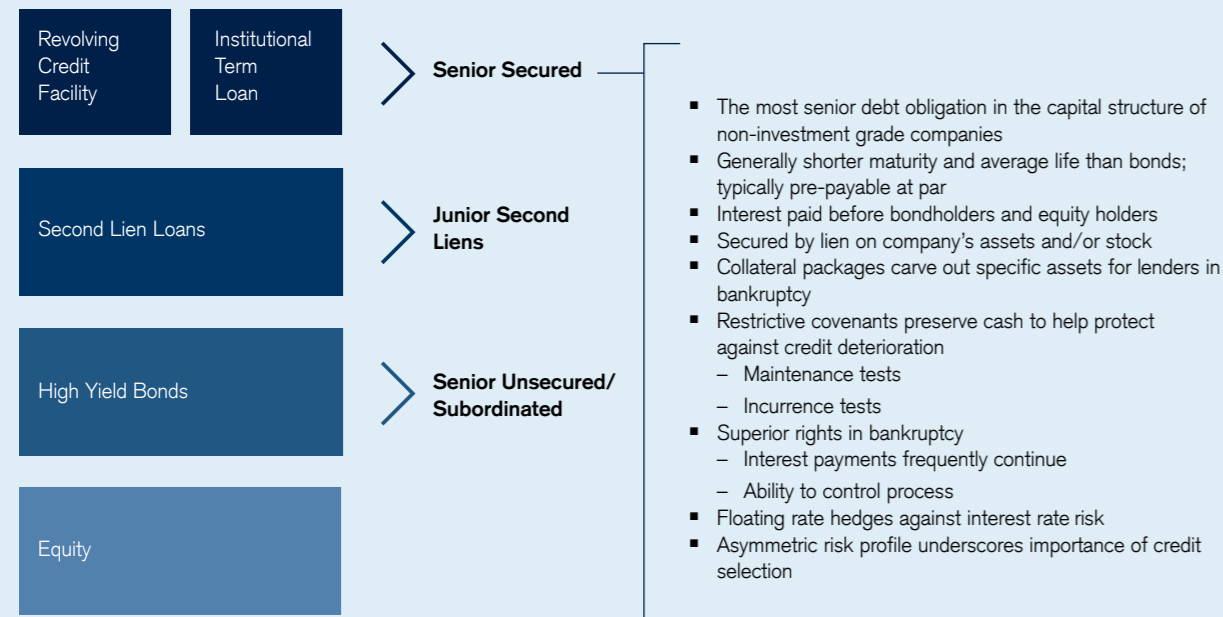 Revolving
Credit
Facility
Institutional
Term
Loan
Senior Secured
Second Lien Loans
Junior Second
Liens
High Yield Bonds
Senior Unsecured/
Subordinated
Equity
▪ The most senior debt obligation in the capital structure of
non-investment grade companies
▪ Generally shorter maturity and average life than bonds;
typically pre-payable at par
▪ Interest paid before bondholders and equity holders
▪ Secured by lien on company's assets and/or stock
▪ Collateral packages carve out specific assets for lenders in
bankruptcy
▪ Restrictive covenants preserve cash to help protect
against credit deterioration
– Maintenance tests
– Incurrence tests
▪ Superior rights in bankruptcy
– Interest payments frequently continue
– Ability to control process
▪ Floating rate hedges against interest rate risk
▪ Asymmetric risk profile underscores importance of credit
selection